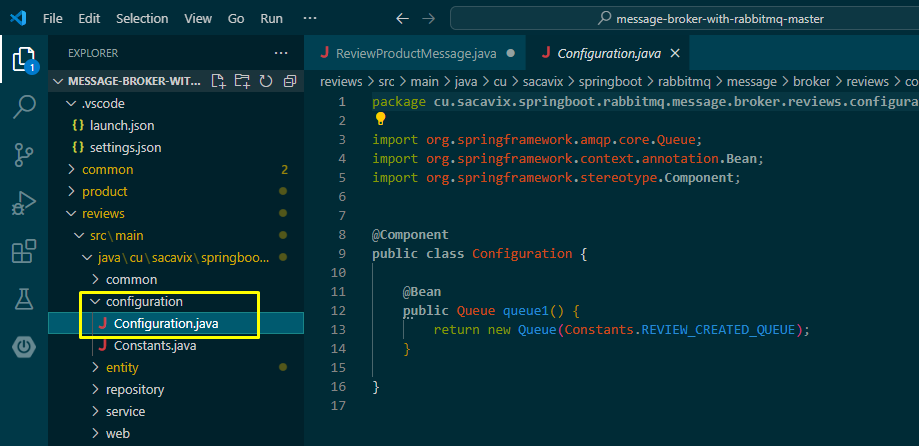 File Edit Selection View Go Run ··· message-broker-with-rabbitmq-master
EXPLORER ···
MESSAGE-BROKER-WIT...
.vscode
{} launch.json
{} settings.json
common 2
product
reviews
src\main
java\cu\sacavix\springboo...
common
configuration
J Configuration.java
J Constants.java
entity
repository
service
web
1
J ReviewProductMessage.java
J Configuration.java
reviews > src > main > java > cu > sacavix > springboot > rabbitmq > message > broker > reviews > co
1 package cu.sacavix.springboot.rabbitmq.message.broker.reviews.configura
2
3 import org.springframework.amqp.core.Queue;
4 import org.springframework.context.annotation.Bean;
5 import org.springframework.stereotype.Component;
6
7
8 @Component
9 public class Configuration {
10
11 @Bean
12 public Queue queue1() {
13 return new Queue(Constants.REVIEW_CREATED_QUEUE);
14 }
15
16 }
17